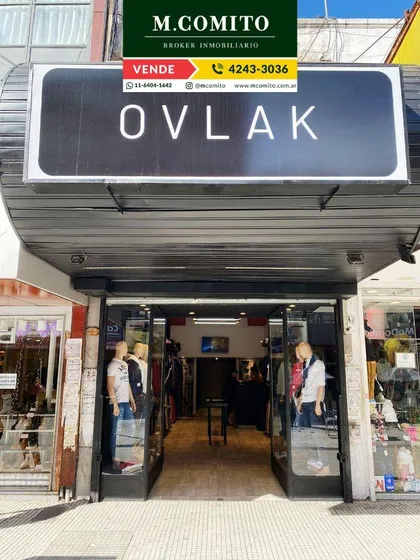 M.COMITO
BROKER INMOBILIARIO
VENDE
4243-3036
11-6404-1642
@mcomito
www.mcomito.com.ar
OVLAK